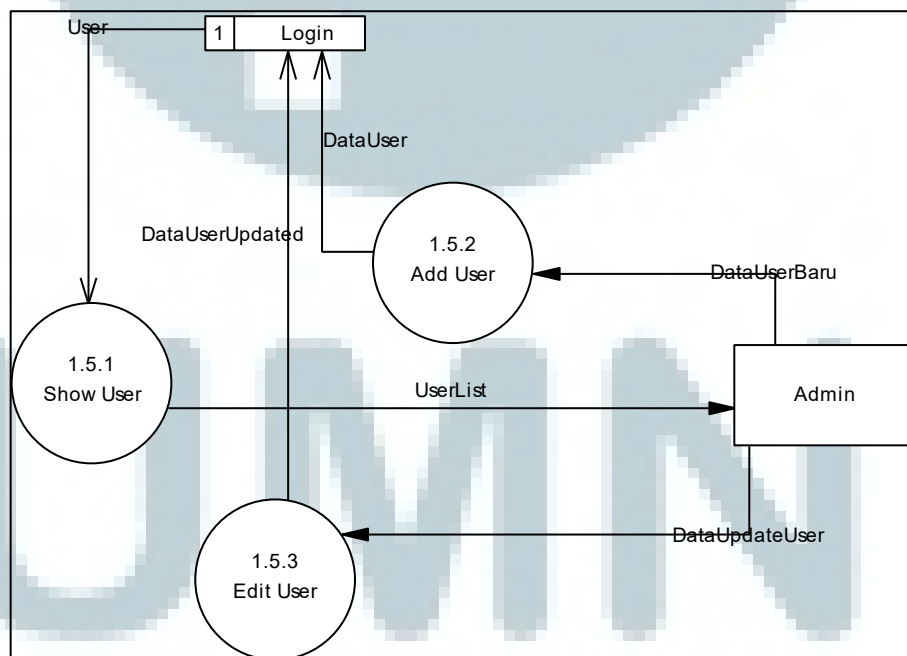 User
1 Login
DataUser
DataUserUpdated
1.5.2
Add User
DataUserBaru
1.5.1
Show User
UserList
Admin
DataUpdateUser
1.5.3
Edit User
UMN